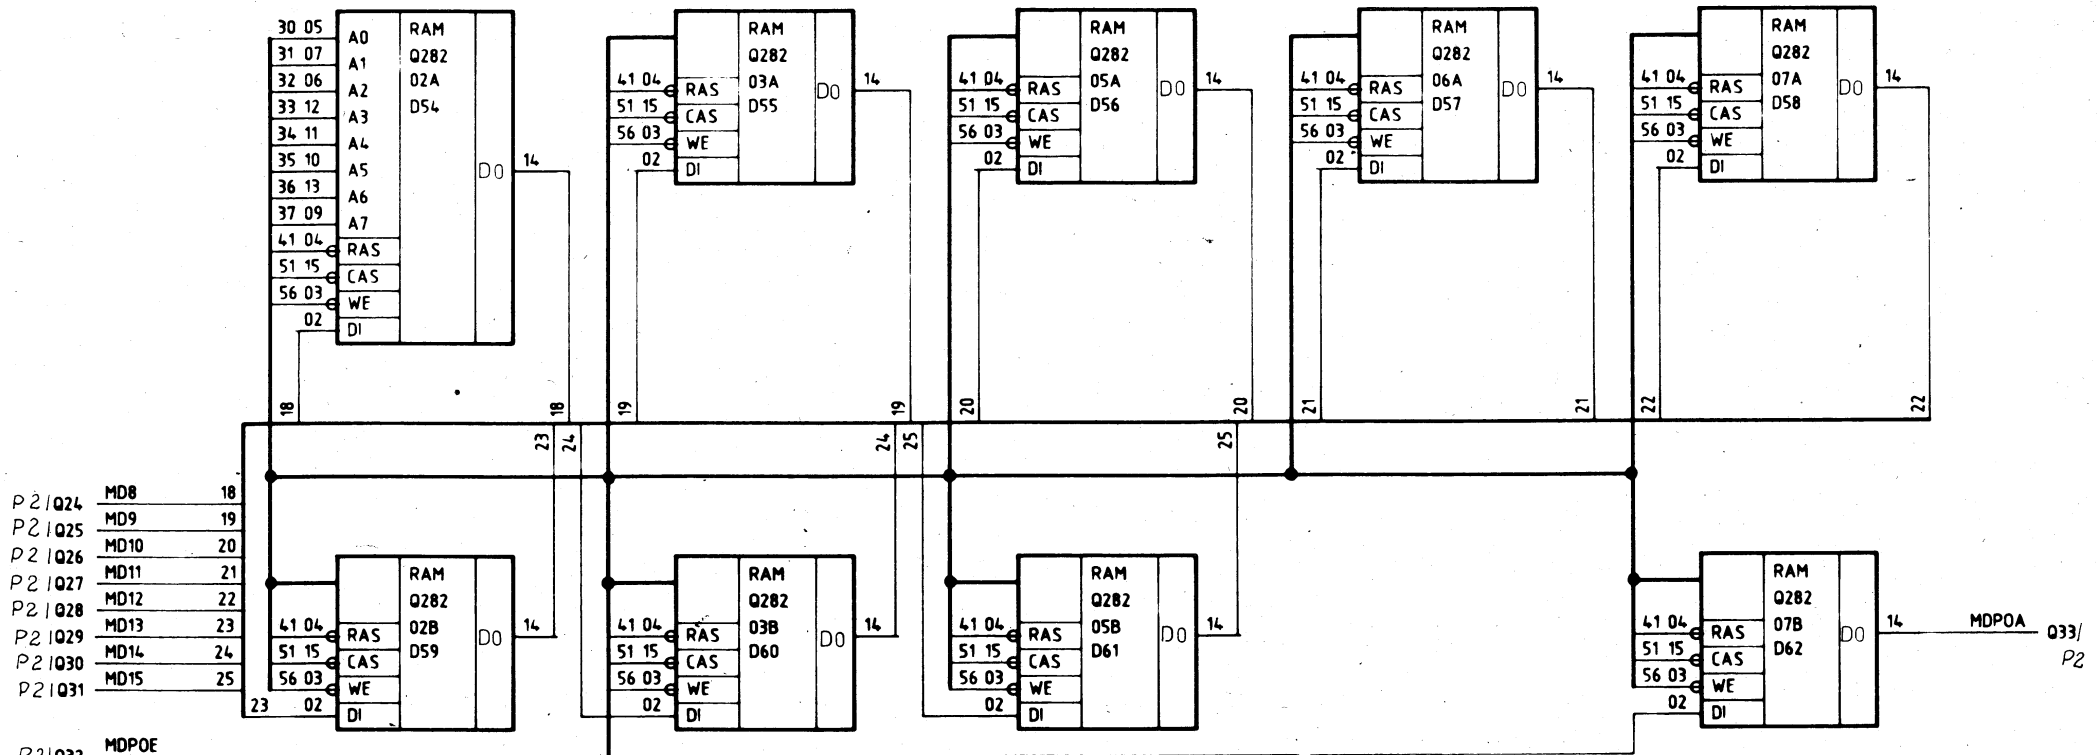 30 05 A0 RAM
31 07 A1 Q282
32 06 A2 02A
33 12 A3 D54
34 11 A4
35 10 A5 DO 14
36 13 A6
37 09 A7
41 04 RAS
51 15 CAS
56 03 WE
02 DI
18 18
RAM
Q282
41 04 RAS 03A DO 14
51 15 CAS D55
56 03 WE
02 DI
19 19
RAM
Q282
41 04 RAS 05A DO 14
51 15 CAS D56
56 03 WE
02 DI
20 20
RAM
Q282
41 04 RAS 06A DO 14
51 15 CAS D57
56 03 WE
02 DI
21 21
RAM
Q282
41 04 RAS 07A DO 14
51 15 CAS D58
56 03 WE
02 DI
22 22
23 24 24 25 25
P2/Q24 MD8 18
P2/Q25 MD9 19
P2/Q26 MD10 20
P2/Q27 MD11 21
P2/Q28 MD12 22
P2/Q29 MD13 23
P2/Q30 MD14 24
P2/Q31 MD15 25
P2/Q32 MDPOE
RAM
Q282
41 04 RAS 02B DO 14
51 15 CAS D59
56 03 WE
23 02 DI
RAM
Q282
41 04 RAS 03B DO 14
51 15 CAS D60
56 03 WE
02 DI
RAM
Q282
41 04 RAS 05B DO 14
51 15 CAS D61
56 03 WE
02 DI
RAM
Q282
41 04 RAS 07B DO 14 MDPOA Q33/
51 15 CAS D62 P2
56 03 WE
02 DI